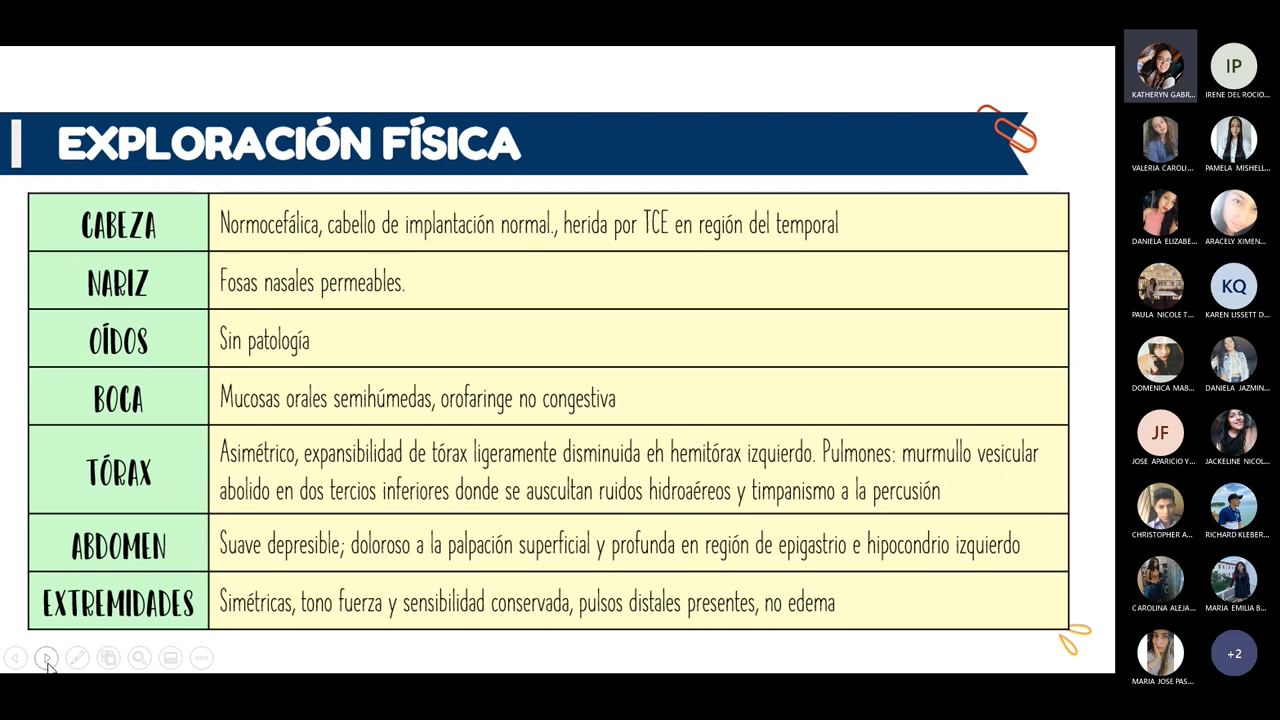 EXPLORACIÓN FÍSICA
CABEZA
Normocefálica, cabello de implantación normal., herida por TCE en región del temporal
NARIZ
Fosas nasales permeables.
OÍDOS
Sin patología
BOCA
Mucosas orales semihúmedas, orofaringe no congestiva
TÓRAX
Asimétrico, expansibilidad de tórax ligeramente disminuida eh hemitórax izquierdo. Pulmones: murmullo vesicular
abolido en dos tercios inferiores donde se auscultan ruidos hidroaéreos y timpanismo a la percusión
ABDOMEN
Suave depresible; doloroso a la palpación superficial y profunda en región de epigastrio e hipocondrio izquierdo
EXTREMIDADES
Simétricas, tono fuerza y sensibilidad conservada, pulsos distales presentes, no edema
KATHERYN GABR...
IP
IRENE DEL ROCIO...
VALERIA CAROLI...
PAMELA MISHELL...
DANIELA ELIZABE...
ARACELY XIMEN...
PAULA NICOLE T...
KQ
KAREN LISSETT D...
DOMENICA MAB...
DANIELA JAZMIN...
JF
JOSE APARICIO Y...
JACKELINE NICOL...
CHRISTOPHER A...
RICHARD KLEBER...
CAROLINA ALEJA...
MARIA EMILIA B...
MARIA JOSE PAS...
+2